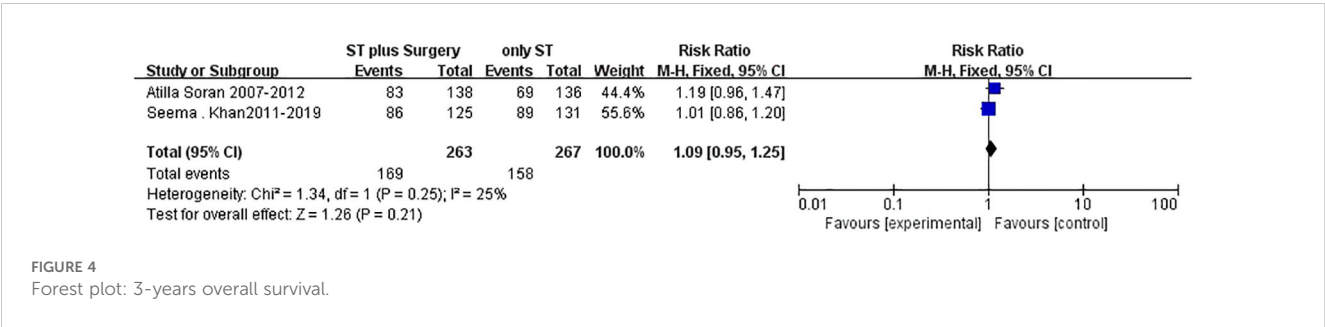 ST plus Surgery only ST Risk Ratio Risk Ratio
Study or Subgroup Events Total Events Total Weight M-H, Fixed, 95% CI M-H, Fixed, 95% CI
Atilla Soran 2007-2012 83 138 69 136 44.4% 1.19 [0.96, 1.47]
Seema . Khan2011-2019 86 125 89 131 55.6% 1.01 [0.86, 1.20]
Total (95% CI) 263 267 100.0% 1.09 [0.95, 1.25]
Total events 169 158
Heterogeneity: Chi² = 1.34, df = 1 (P = 0.25); I² = 25%
Test for overall effect: Z = 1.26 (P = 0.21)
0.01 0.1 1 10 100
Favours [experimental] Favours [control]
FIGURE 4
Forest plot: 3-years overall survival.